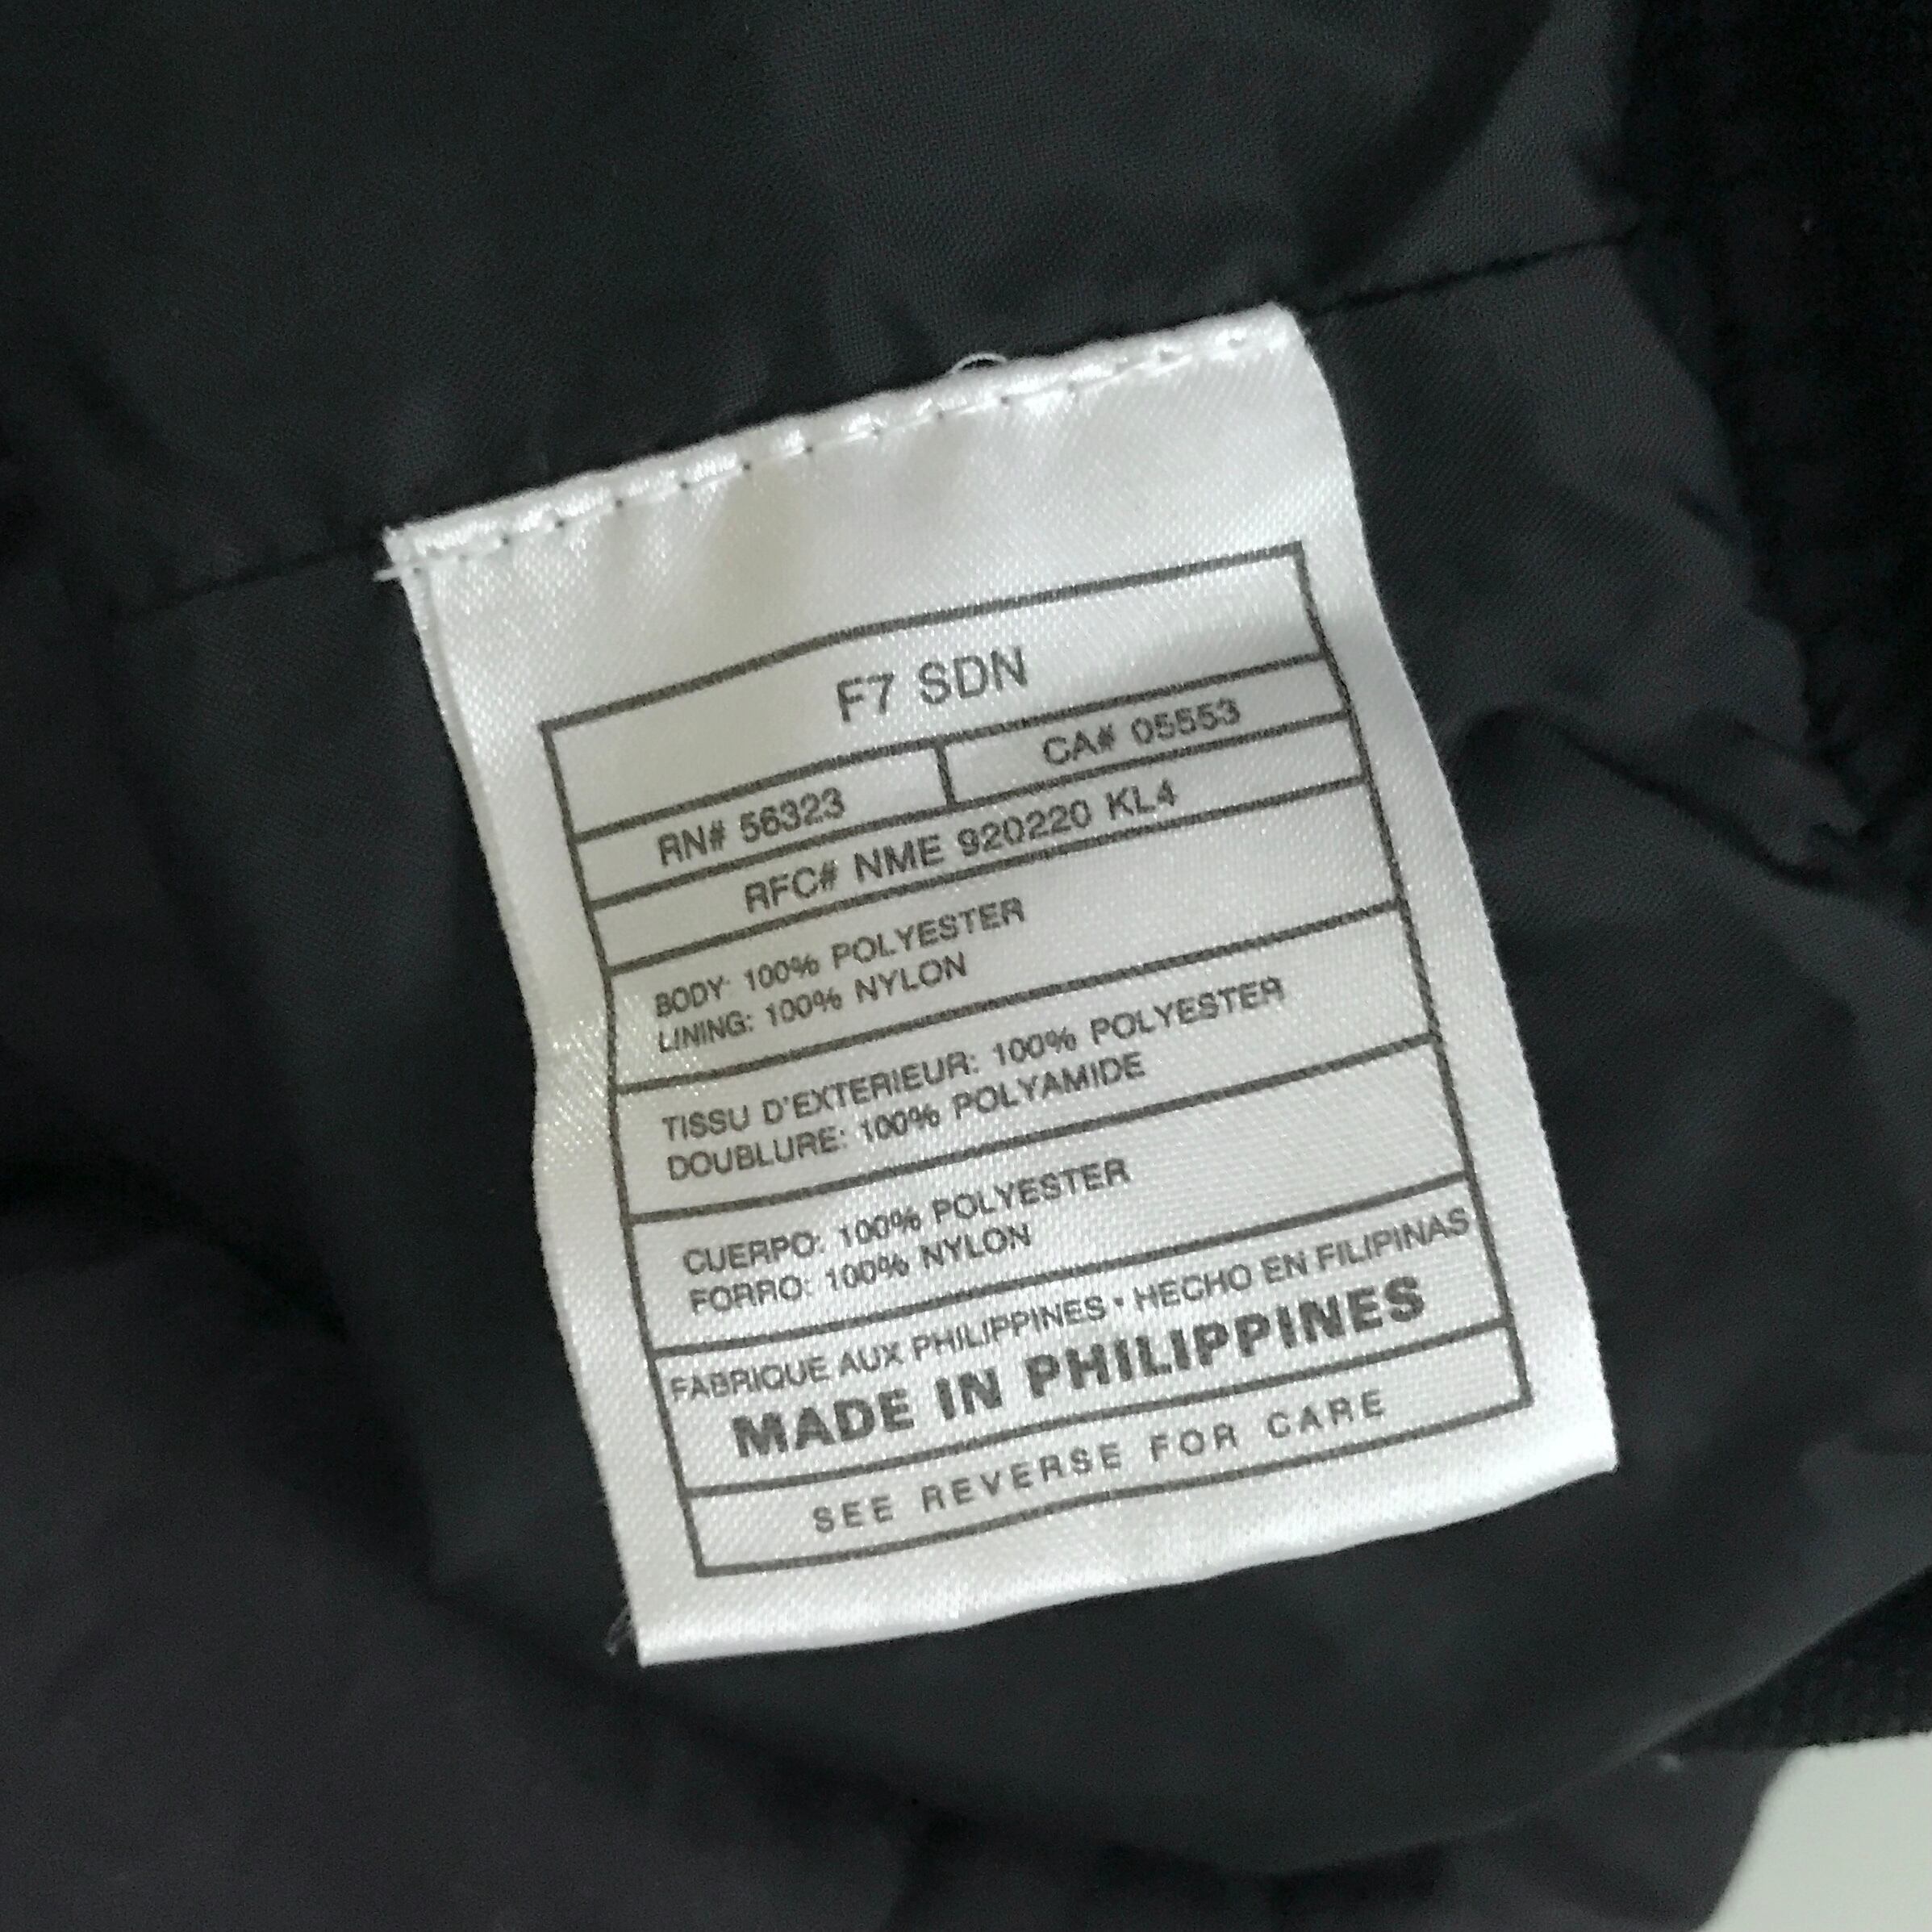 F7 SDN
RN# 56323
CA# 05553
RFC# NME 920220 KL4
BODY: 100% POLYESTER
LINING: 100% NYLON
TISSU D'EXTERIEUR: 100% POLYESTER
DOUBLURE: 100% POLYAMIDE
CUERPO: 100% POLYESTER
FORRO: 100% NYLON
FABRIQUE AUX PHILIPPINES • HECHO EN FILIPINAS
MADE IN PHILIPPINES
SEE REVERSE FOR CARE